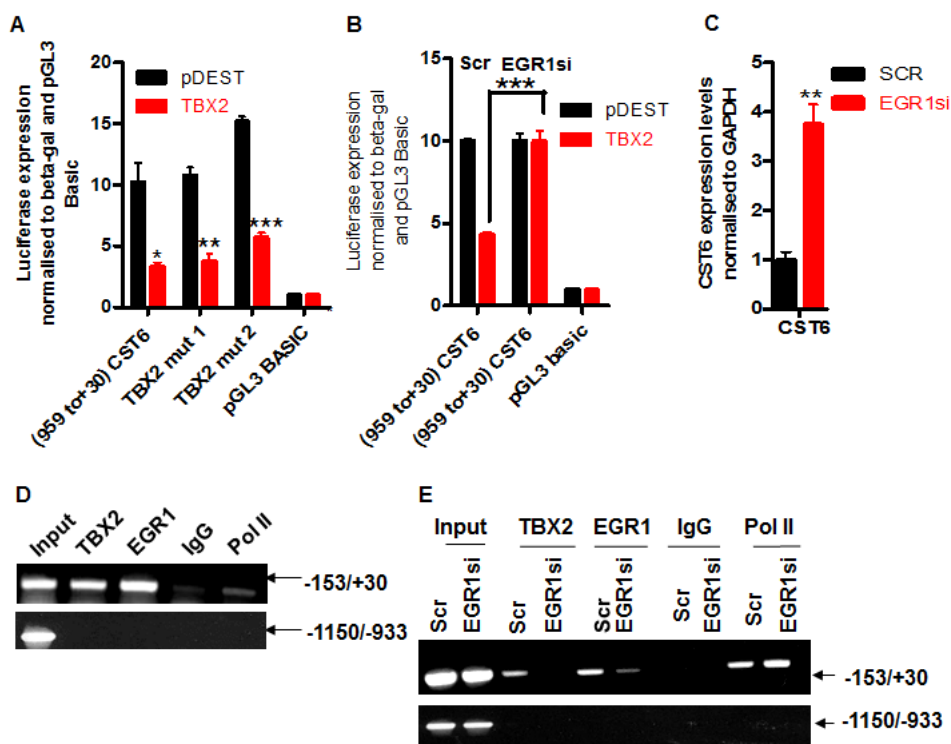 A
Luciferase expression
normalised to beta-gal and pGL3
Basic
20
15
10
5
0
pDEST
TBX2
*
**
***
(959 to+30) CST6
TBX2 mut 1
TBX2 mut 2
pGL3 BASIC
B
Luciferase expression
normalised to beta-gal
and pGL3 Basic
15
10
5
0
Scr EGR1si
***
pDEST
TBX2
(959 to+30) CST6
(959 to+30) CST6
pGL3 basic
C
CST6 expression levels
normalised to GAPDH
5
4
3
2
1
0
SCR
EGR1si
**
CST6
D
Input
TBX2
EGR1
IgG
Pol II
-153/+30
-1150/-933
E
Input TBX2 EGR1 IgG Pol II
Scr EGR1si Scr EGR1si Scr EGR1si Scr EGR1si Scr EGR1si
-153/+30
-1150/-933